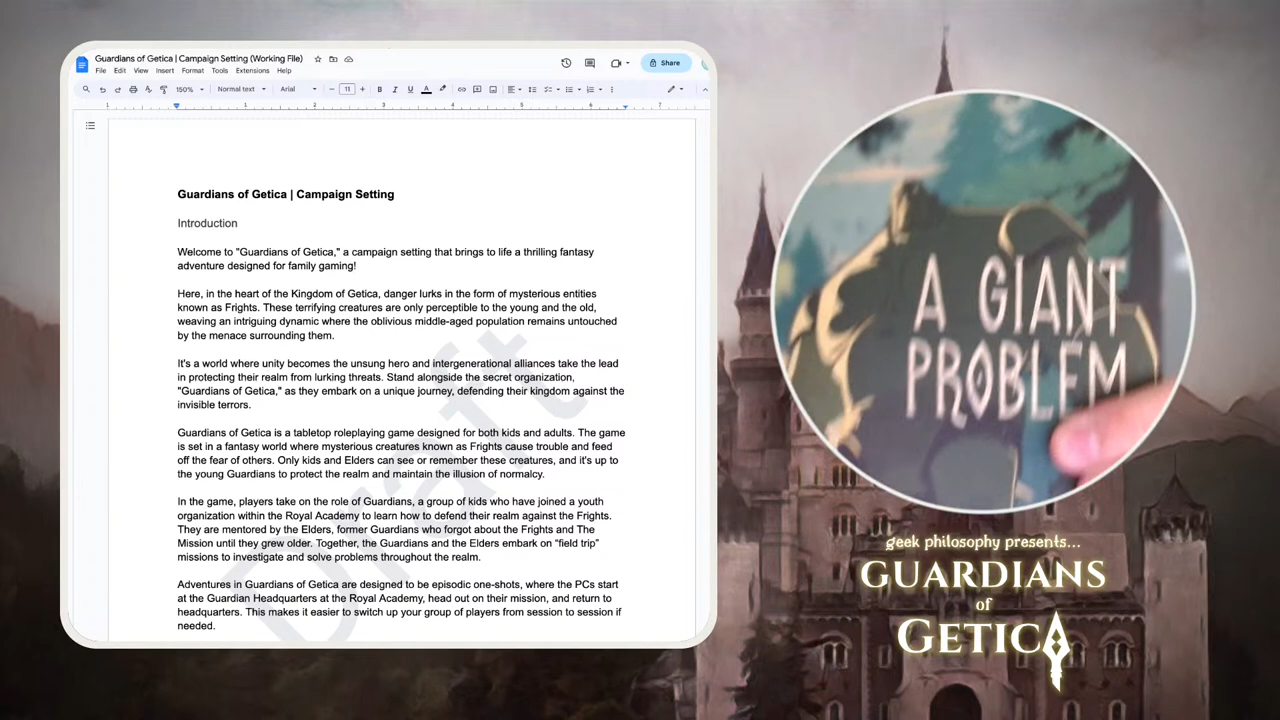 Guardians of Getica | Campaign Setting (Working File)
File Edit View Insert Format Tools Extensions Help
Share
150% Normal text Arial 11 B I U A
1 1 2 3 4 5 6 7
Guardians of Getica | Campaign Setting
Introduction
Welcome to "Guardians of Getica," a campaign setting that brings to life a thrilling fantasy
adventure designed for family gaming!
Here, in the heart of the Kingdom of Getica, danger lurks in the form of mysterious entities
known as Frights. These terrifying creatures are only perceptible to the young and the old,
weaving an intriguing dynamic where the oblivious middle-aged population remains untouched
by the menace surrounding them.
It's a world where unity becomes the unsung hero and intergenerational alliances take the lead
in protecting their realm from lurking threats. Stand alongside the secret organization,
"Guardians of Getica," as they embark on a unique journey, defending their kingdom against the
invisible terrors.
Guardians of Getica is a tabletop roleplaying game designed for both kids and adults. The game
is set in a fantasy world where mysterious creatures known as Frights cause trouble and feed
off the fear of others. Only kids and Elders can see or remember these creatures, and it's up to
the young Guardians to protect the realm and maintain the illusion of normalcy.
In the game, players take on the role of Guardians, a group of kids who have joined a youth
organization within the Royal Academy to learn how to defend their realm against the Frights.
They are mentored by the Elders, former Guardians who forgot about the Frights and The
Mission until they grew older. Together, the Guardians and the Elders embark on "field trip"
missions to investigate and solve problems throughout the realm.
Adventures in Guardians of Getica are designed to be episodic one-shots, where the PCs start
at the Guardian Headquarters at the Royal Academy, head out on their mission, and return to
headquarters. This makes it easier to switch up your group of players from session to session if
needed.
Draft
A GIANT
PROBLEM
geek philosophy presents...
GUARDIANS
of
GETICA